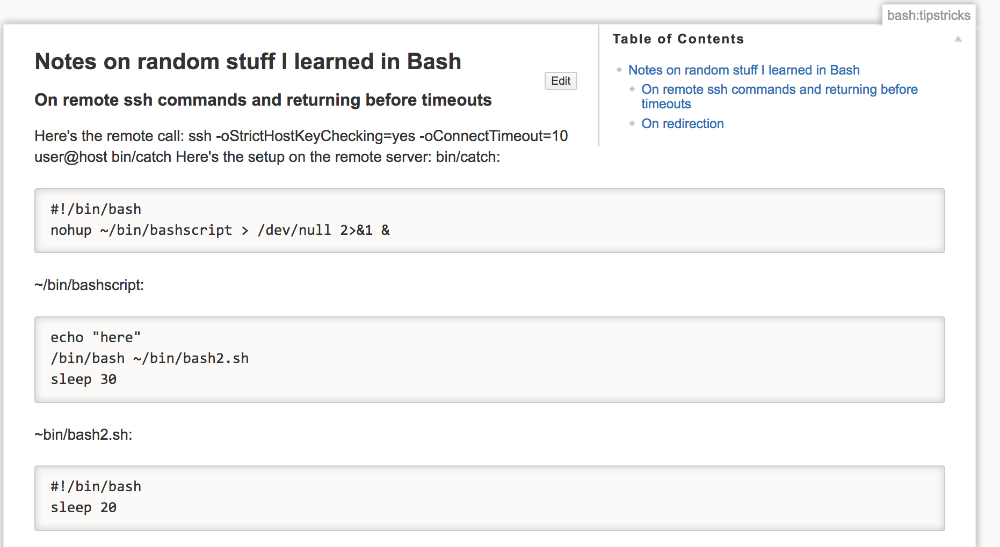 bash:tipstricks
Table of Contents
Notes on random stuff I learned in Bash
On remote ssh commands and returning before
timeouts
On redirection
Notes on random stuff I learned in Bash
Edit
On remote ssh commands and returning before timeouts
Here's the remote call: ssh -oStrictHostKeyChecking=yes -oConnectTimeout=10
user@host bin/catch Here's the setup on the remote server: bin/catch:
#!/bin/bash
nohup ~/bin/bashscript > /dev/null 2>&1 &
~/bin/bashscript:
echo "here"
/bin/bash ~/bin/bash2.sh
sleep 30
~bin/bash2.sh:
#!/bin/bash
sleep 20